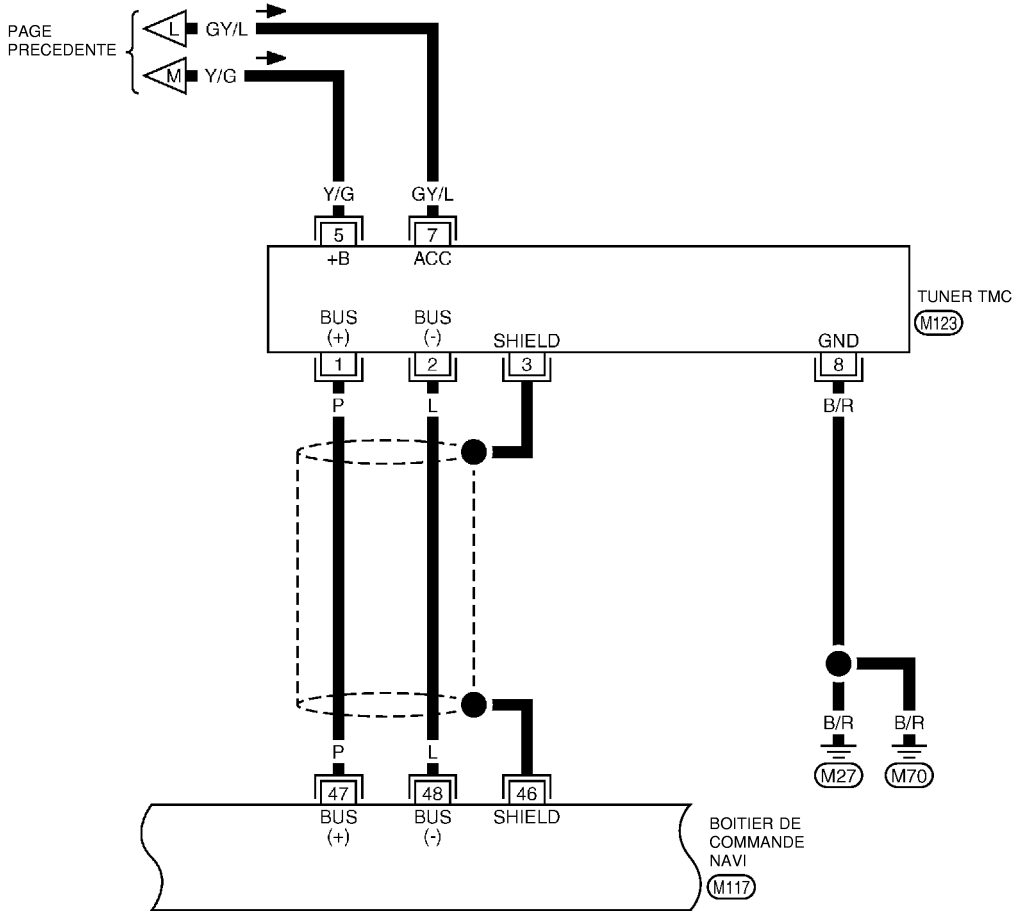 PAGE
PRECEDENTE
L GY/L
M Y/G
Y/G GY/L
5 7
+B ACC
TUNER TMC
M123
BUS BUS
(+) (-) SHIELD GND
1 2 3 8
P L B/R
B/R B/R
P L
M27 M70
47 48 46
BUS BUS SHIELD
(+) (-)
BOITIER DE
COMMANDE
NAVI
M117